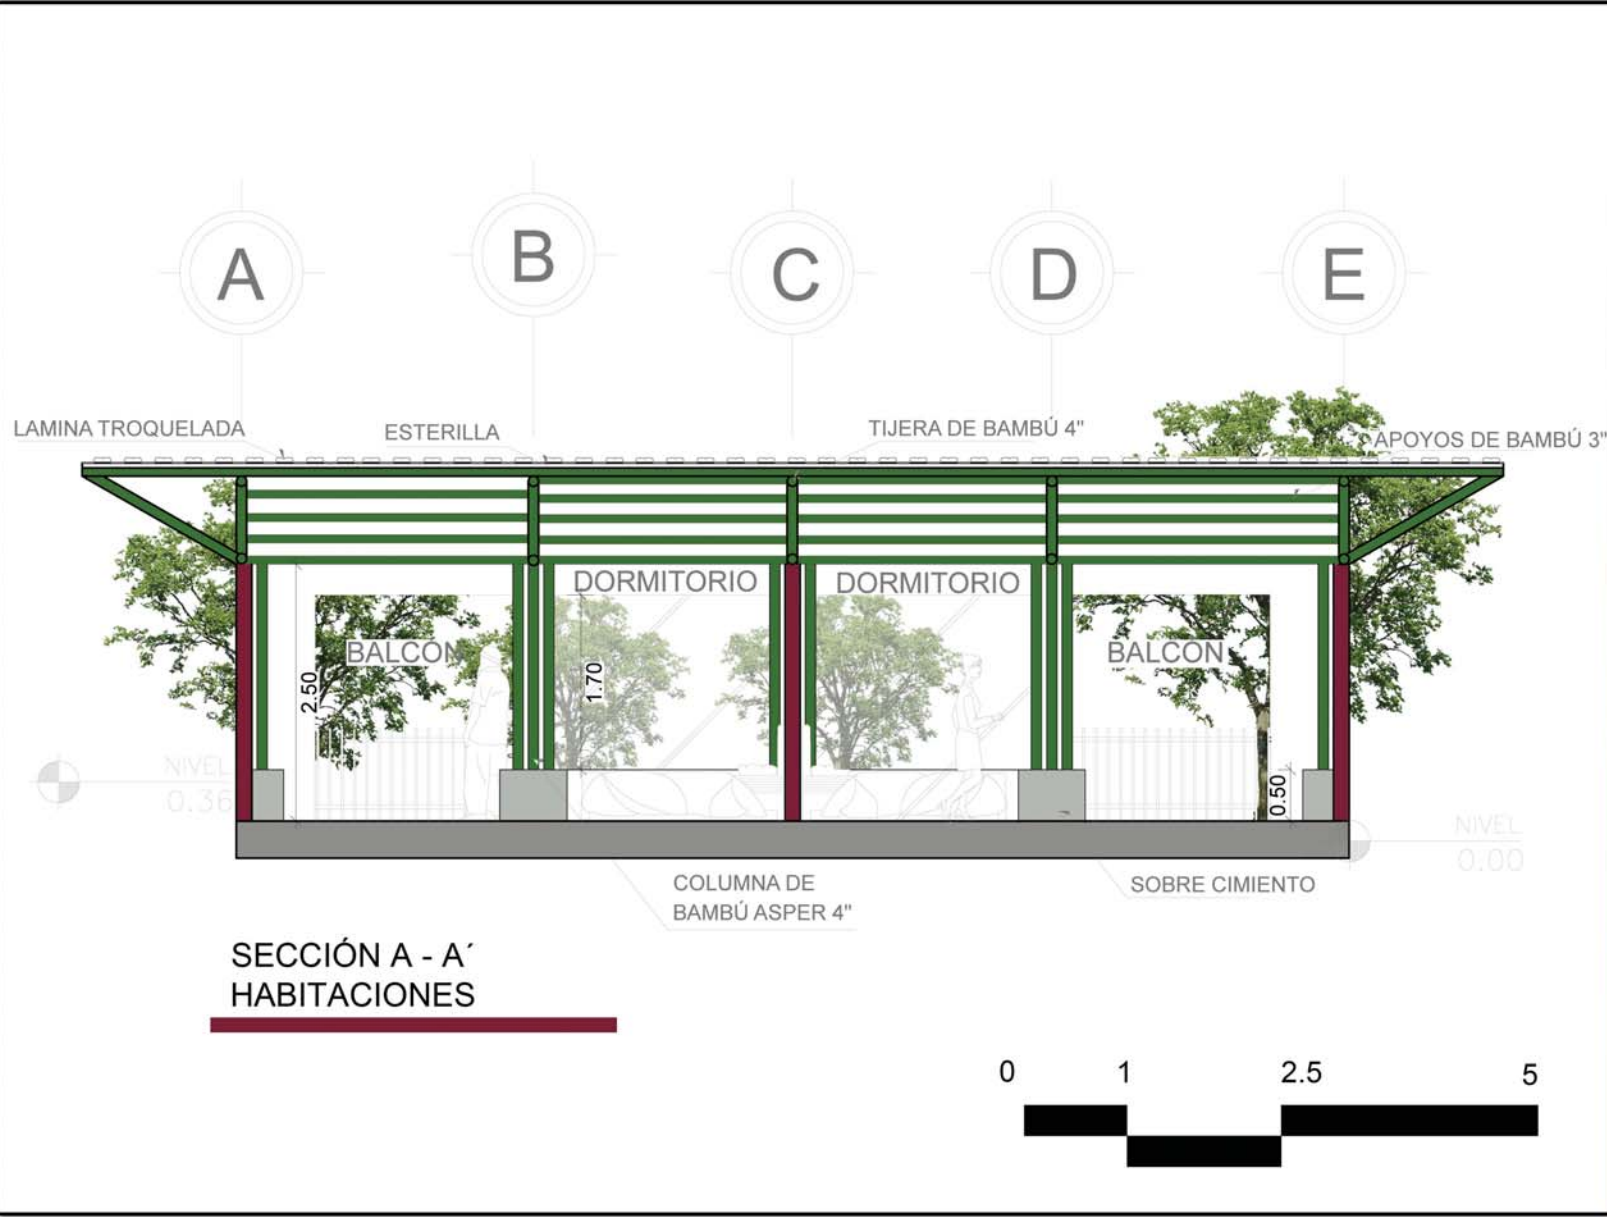 A
B
C
D
E
LAMINA TROQUELADA
ESTERILLA
TIJERA DE BAMBÚ 4"
APOYOS DE BAMBÚ 3"
DORMITORIO
DORMITORIO
BALCON
BALCON
2.50
1.70
NIVEL
0.36
0.50
NIVEL
0.00
COLUMNA DE
BAMBÚ ASPER 4"
SOBRE CIMIENTO
SECCIÓN A - A´
HABITACIONES
0 1 2.5 5